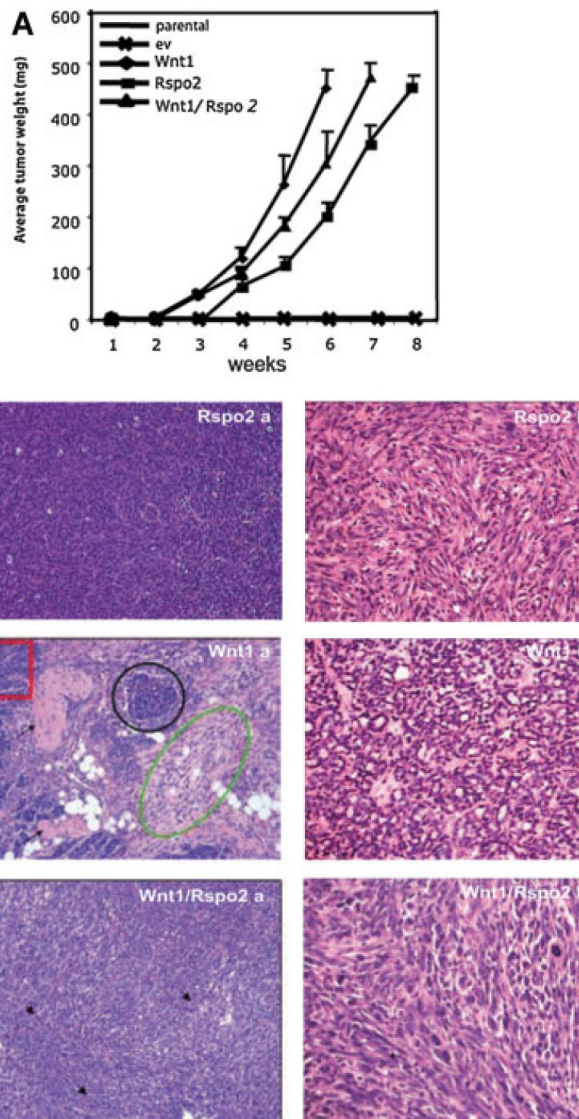 A
parental
ev
Wnt1
Rspo2
Wnt1/Rspo 2
Average tumor weight (mg)
600
500
400
300
200
100
0
1 2 3 4 5 6 7 8
weeks
Rspo2 a
Rspo2
Wnt1 a
Wnt1
Wnt1/Rspo2 a
Wnt1/Rspo2